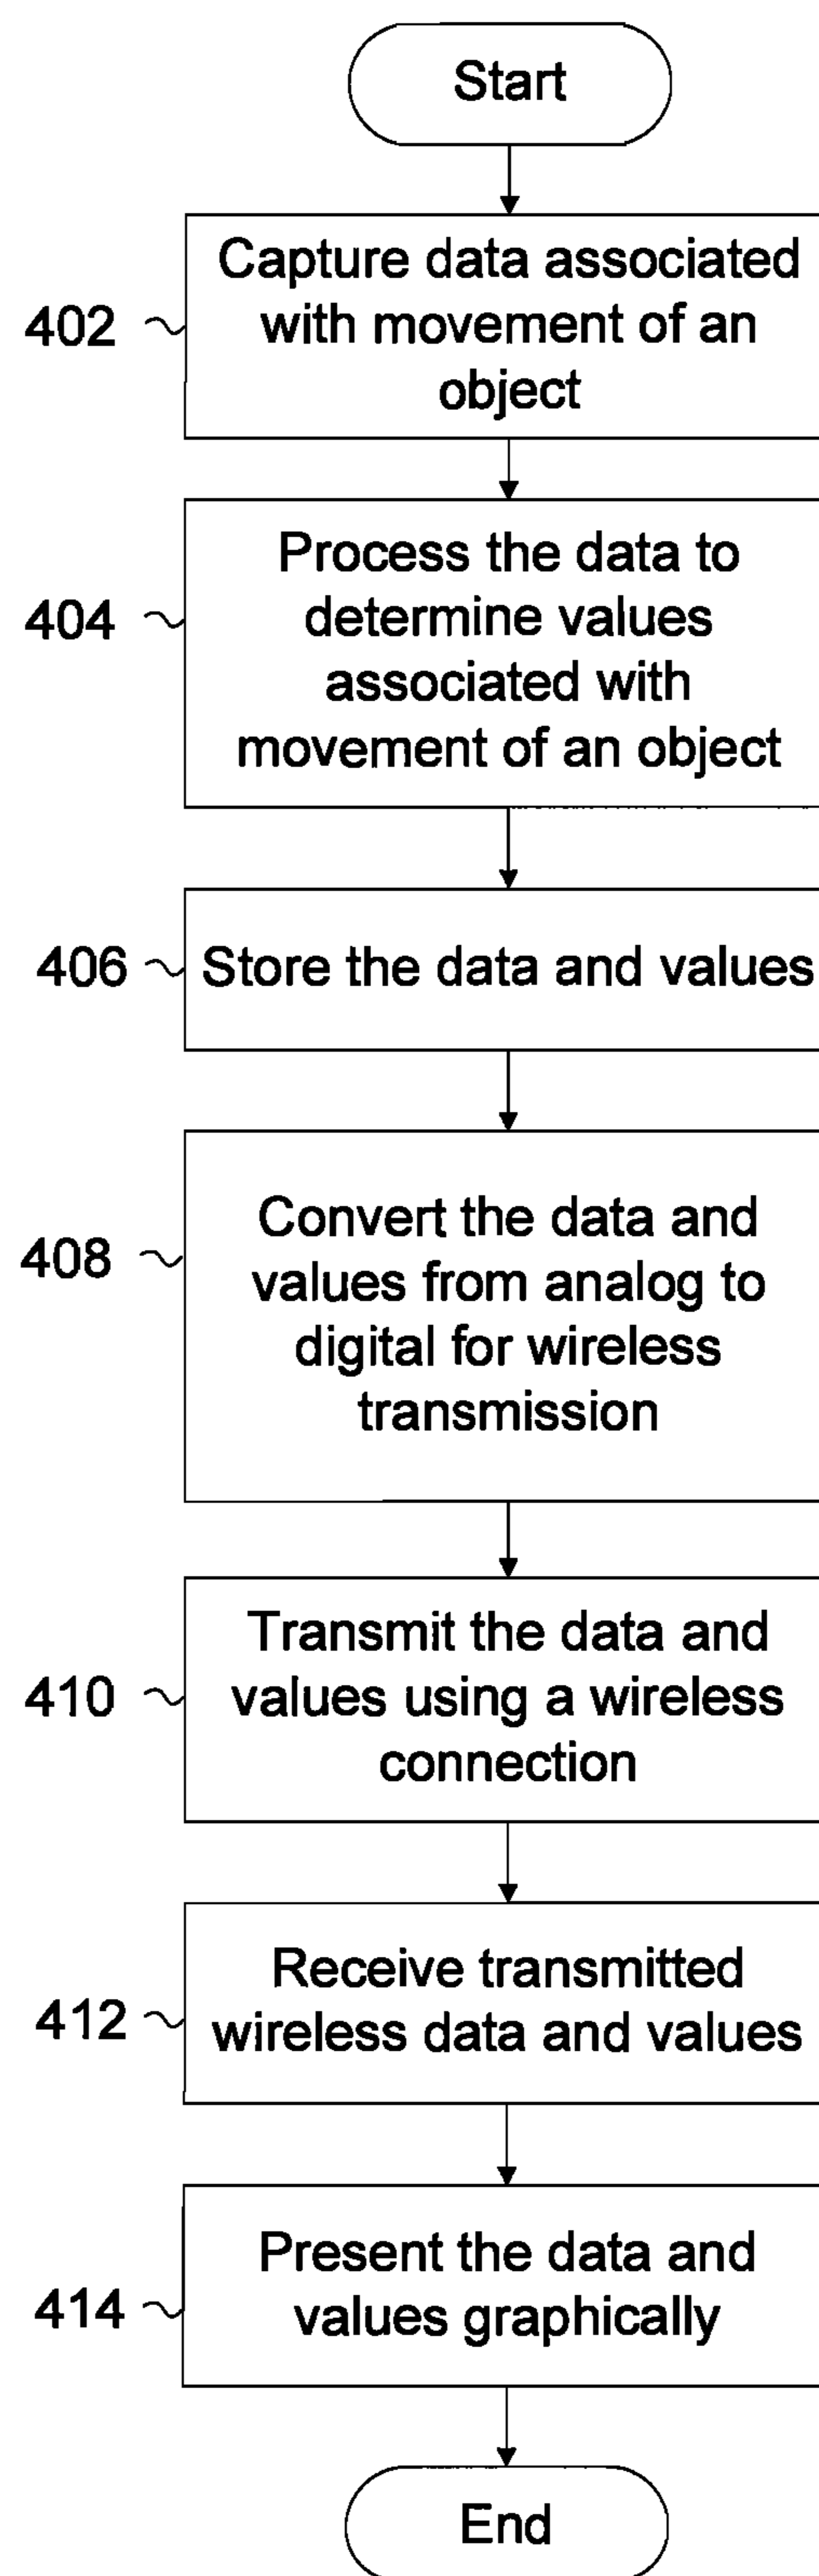 Start
402
Capture data associated
with movement of an
object
404
Process the data to
determine values
associated with
movement of an object
406
Store the data and values
408
Convert the data and
values from analog to
digital for wireless
transmission
410
Transmit the data and
values using a wireless
connection
412
Receive transmitted
wireless data and values
414
Present the data and
values graphically
End